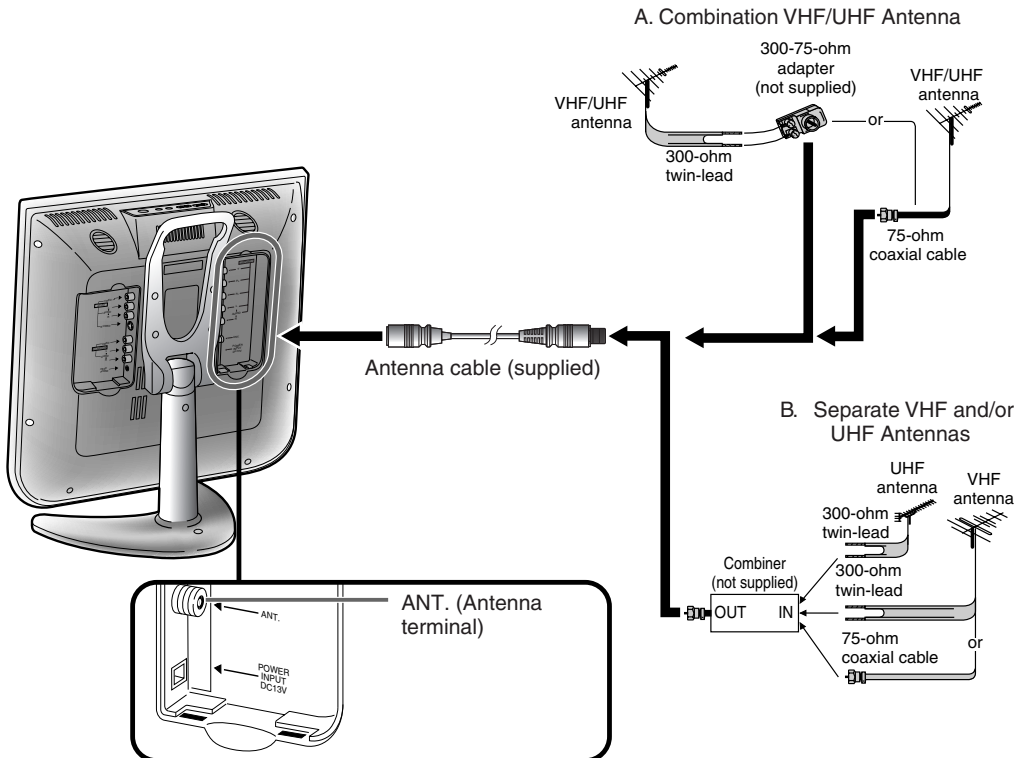 A. Combination VHF/UHF Antenna
300-75-ohm
adapter
(not supplied)
VHF/UHF
antenna
VHF/UHF
antenna
or
300-ohm
twin-lead
75-ohm
coaxial cable
Antenna cable (supplied)
B. Separate VHF and/or
UHF Antennas
UHF
antenna
VHF
antenna
300-ohm
twin-lead
Combiner
(not supplied)
300-ohm
twin-lead
OUT IN
75-ohm
coaxial cable
or
ANT. (Antenna
terminal)
ANT.
POWER
INPUT
DC13V